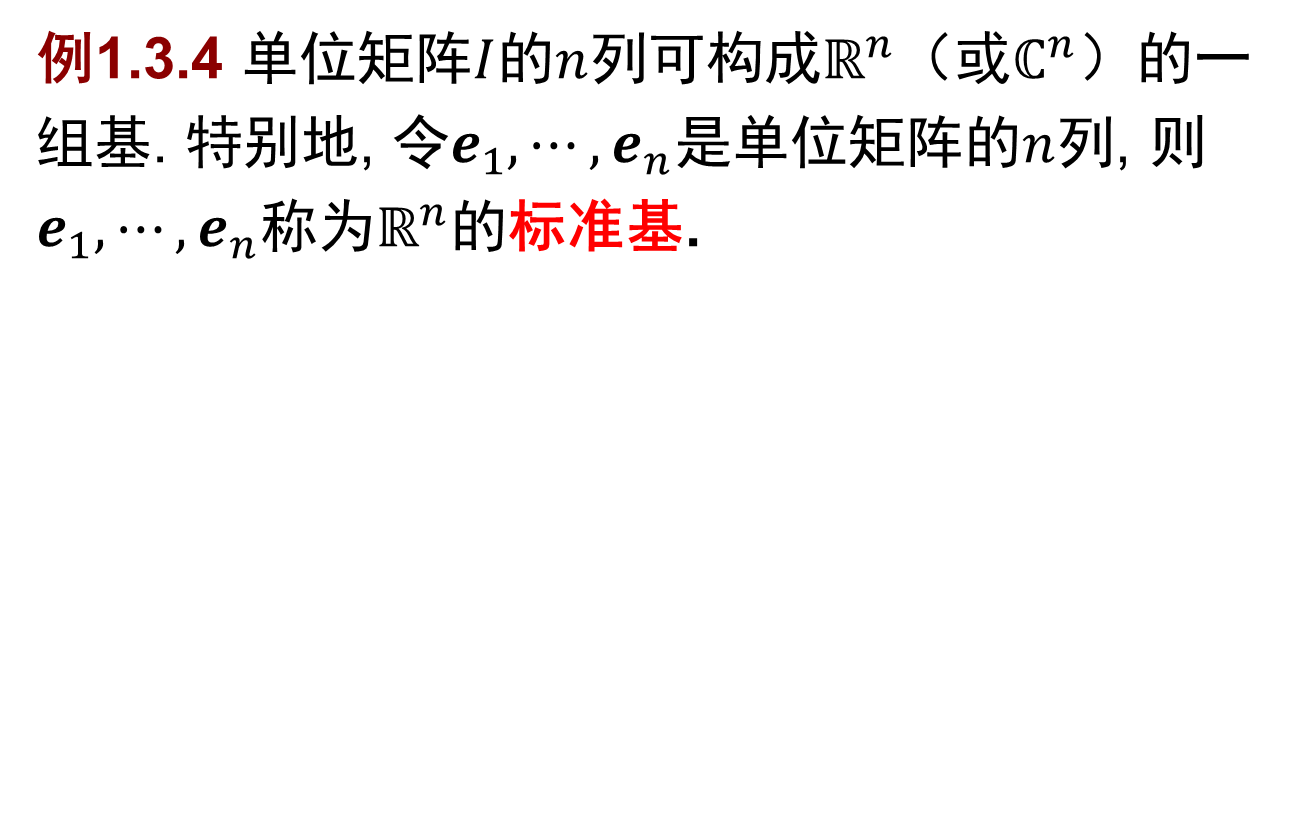 例1.3.4 单位矩阵𝐼的𝑛列可构成ℝⁿ（或ℂⁿ）的一
组基. 特别地, 令𝒆₁, ⋯ , 𝒆ₙ是单位矩阵的𝑛列, 则
𝒆₁, ⋯ , 𝒆ₙ称为ℝⁿ的标准基.